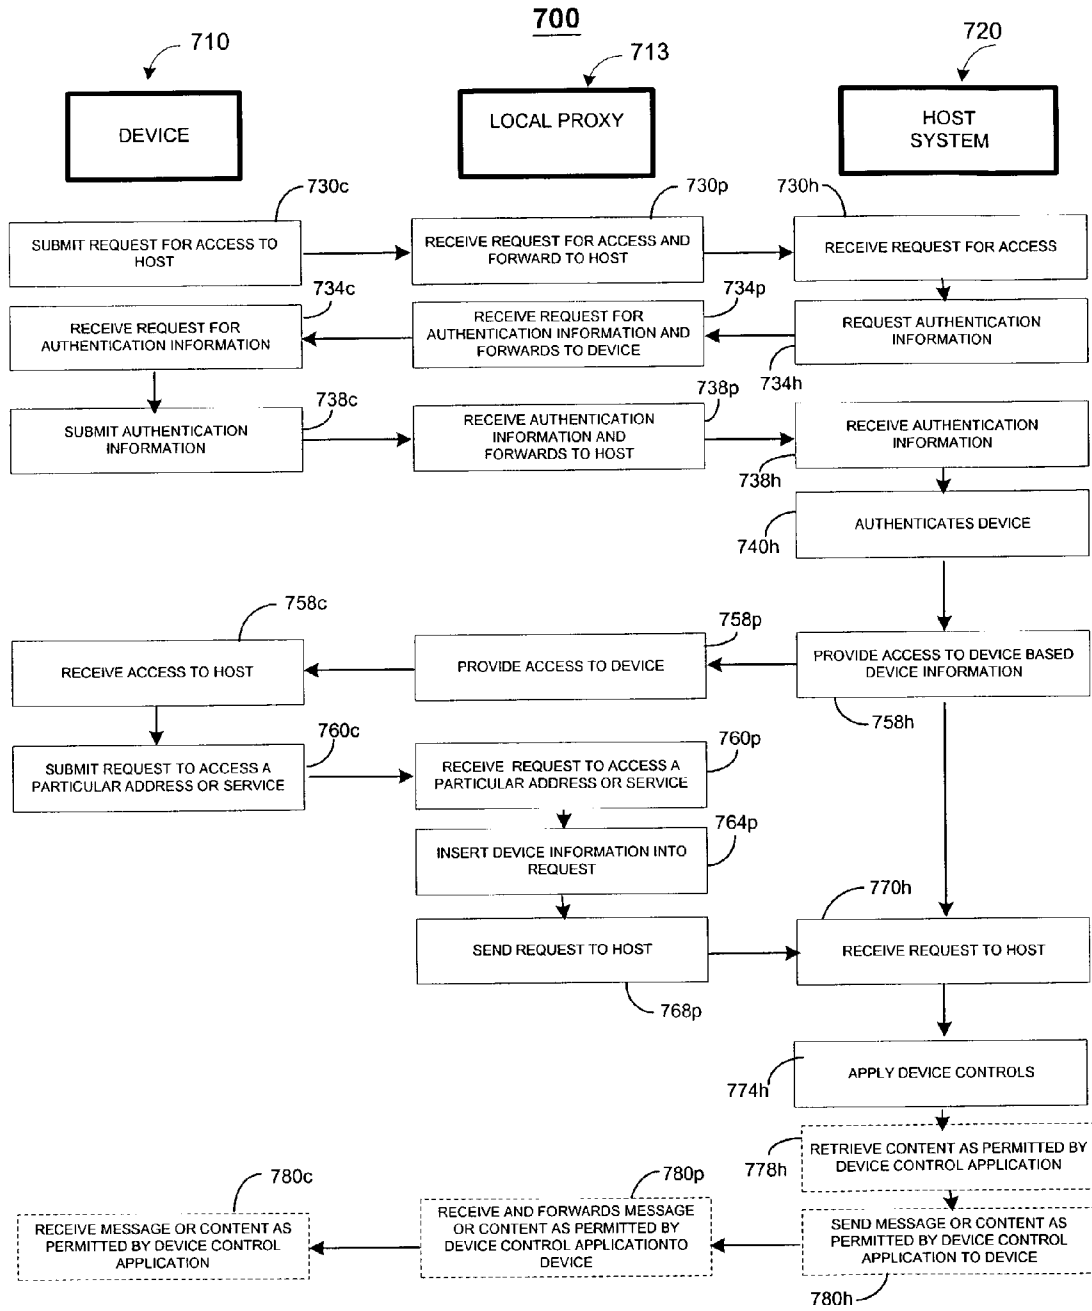 700
710
713
720
DEVICE
LOCAL PROXY
HOST
SYSTEM
730c
730p
730h
SUBMIT REQUEST FOR ACCESS TO
HOST
RECEIVE REQUEST FOR ACCESS AND
FORWARD TO HOST
RECEIVE REQUEST FOR ACCESS
734c
734p
RECEIVE REQUEST FOR
AUTHENTICATION INFORMATION
RECEIVE REQUEST FOR
AUTHENTICATION INFORMATION AND
FORWARDS TO DEVICE
REQUEST AUTHENTICATION
INFORMATION
734h
738c
738p
SUBMIT AUTHENTICATION
INFORMATION
RECEIVE AUTHENTICATION
INFORMATION AND
FORWARDS TO HOST
RECEIVE AUTHENTICATION
INFORMATION
738h
AUTHENTICATES DEVICE
740h
758c
758p
RECEIVE ACCESS TO HOST
PROVIDE ACCESS TO DEVICE
PROVIDE ACCESS TO DEVICE BASED
DEVICE INFORMATION
758h
760c
760p
SUBMIT REQUEST TO ACCESS A
PARTICULAR ADDRESS OR SERVICE
RECEIVE REQUEST TO ACCESS A
PARTICULAR ADDRESS OR SERVICE
764p
INSERT DEVICE INFORMATION INTO
REQUEST
770h
SEND REQUEST TO HOST
RECEIVE REQUEST TO HOST
768p
APPLY DEVICE CONTROLS
774h
RETRIEVE CONTENT AS PERMITTED BY
DEVICE CONTROL APPLICATION
778h
780c
780p
RECEIVE MESSAGE OR CONTENT AS
PERMITTED BY DEVICE CONTROL
APPLICATION
RECEIVE AND FORWARDS MESSAGE
OR CONTENT AS PERMITTED BY
DEVICE CONTROL APPLICATIONTO
DEVICE
SEND MESSAGE OR CONTENT AS
PERMITTED BY DEVICE CONTROL
APPLICATION TO DEVICE
780h